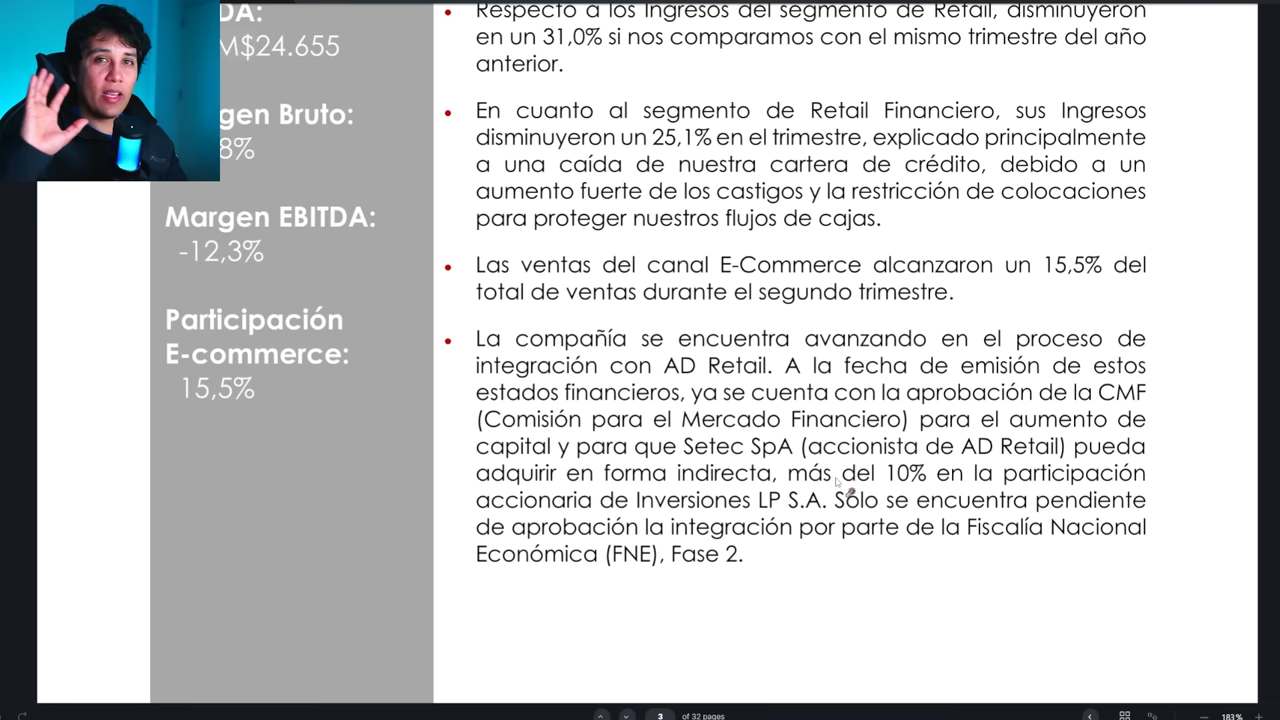 DA:
M$24.655
gen Bruto:
8%
Margen EBITDA:
-12,3%
Participación
E-commerce:
15,5%
• Respecto a los Ingresos del segmento de Retail, disminuyeron
en un 31,0% si nos comparamos con el mismo trimestre del año
anterior.
• En cuanto al segmento de Retail Financiero, sus Ingresos
disminuyeron un 25,1% en el trimestre, explicado principalmente
a una caída de nuestra cartera de crédito, debido a un
aumento fuerte de los castigos y la restricción de colocaciones
para proteger nuestros flujos de cajas.
• Las ventas del canal E-Commerce alcanzaron un 15,5% del
total de ventas durante el segundo trimestre.
• La compañía se encuentra avanzando en el proceso de
integración con AD Retail. A la fecha de emisión de estos
estados financieros, ya se cuenta con la aprobación de la CMF
(Comisión para el Mercado Financiero) para el aumento de
capital y para que Setec SpA (accionista de AD Retail) pueda
adquirir en forma indirecta, más del 10% en la participación
accionaria de Inversiones LP S.A. Sólo se encuentra pendiente
de aprobación la integración por parte de la Fiscalía Nacional
Económica (FNE), Fase 2.
3 of 32 pages
183%